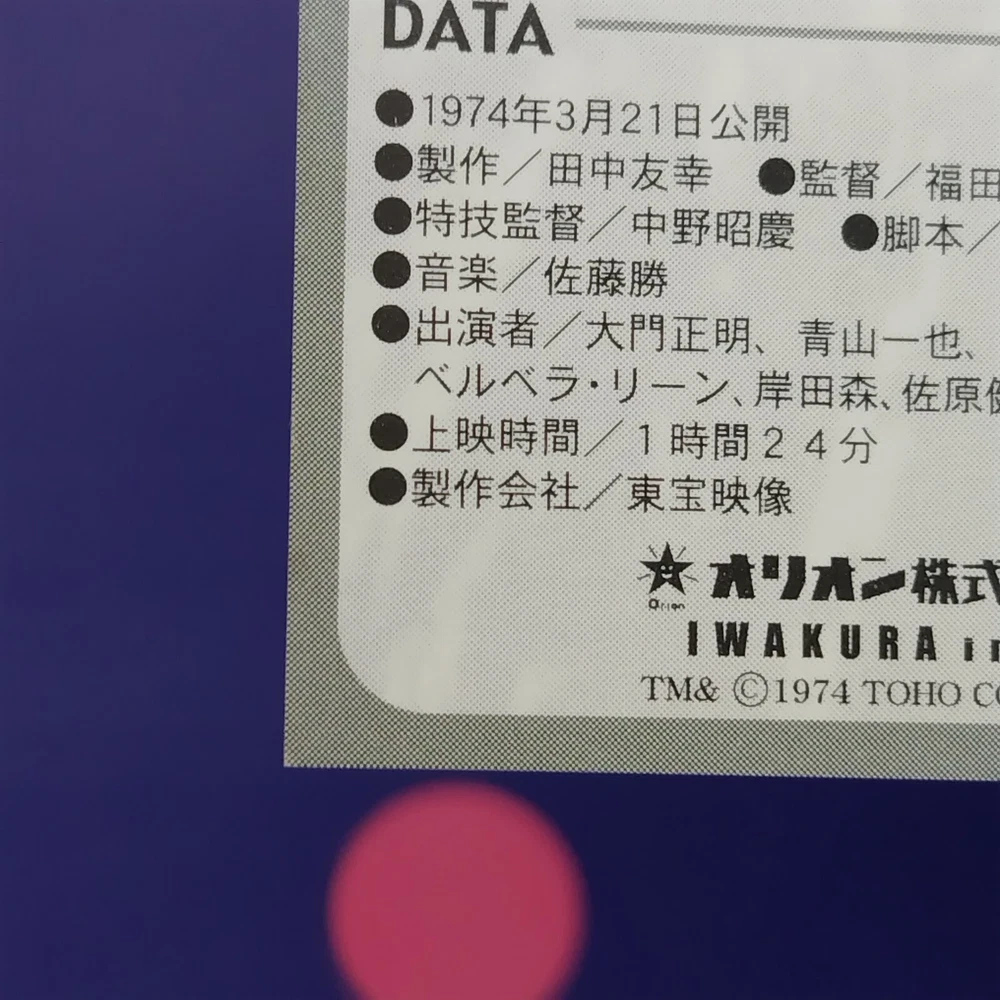 DATA
●1974年3月21日公開
●製作／田中友幸 ●監督／福田
●特技監督／中野昭慶 ●脚本／
●音楽／佐藤勝
●出演者／大門正明、青山一也、
ベルベラ・リーン、岸田森、佐原
●上映時間／1時間24分
●製作会社／東宝映像
Orion オリオン株式
IWAKURA
TM& ©1974 TOHO